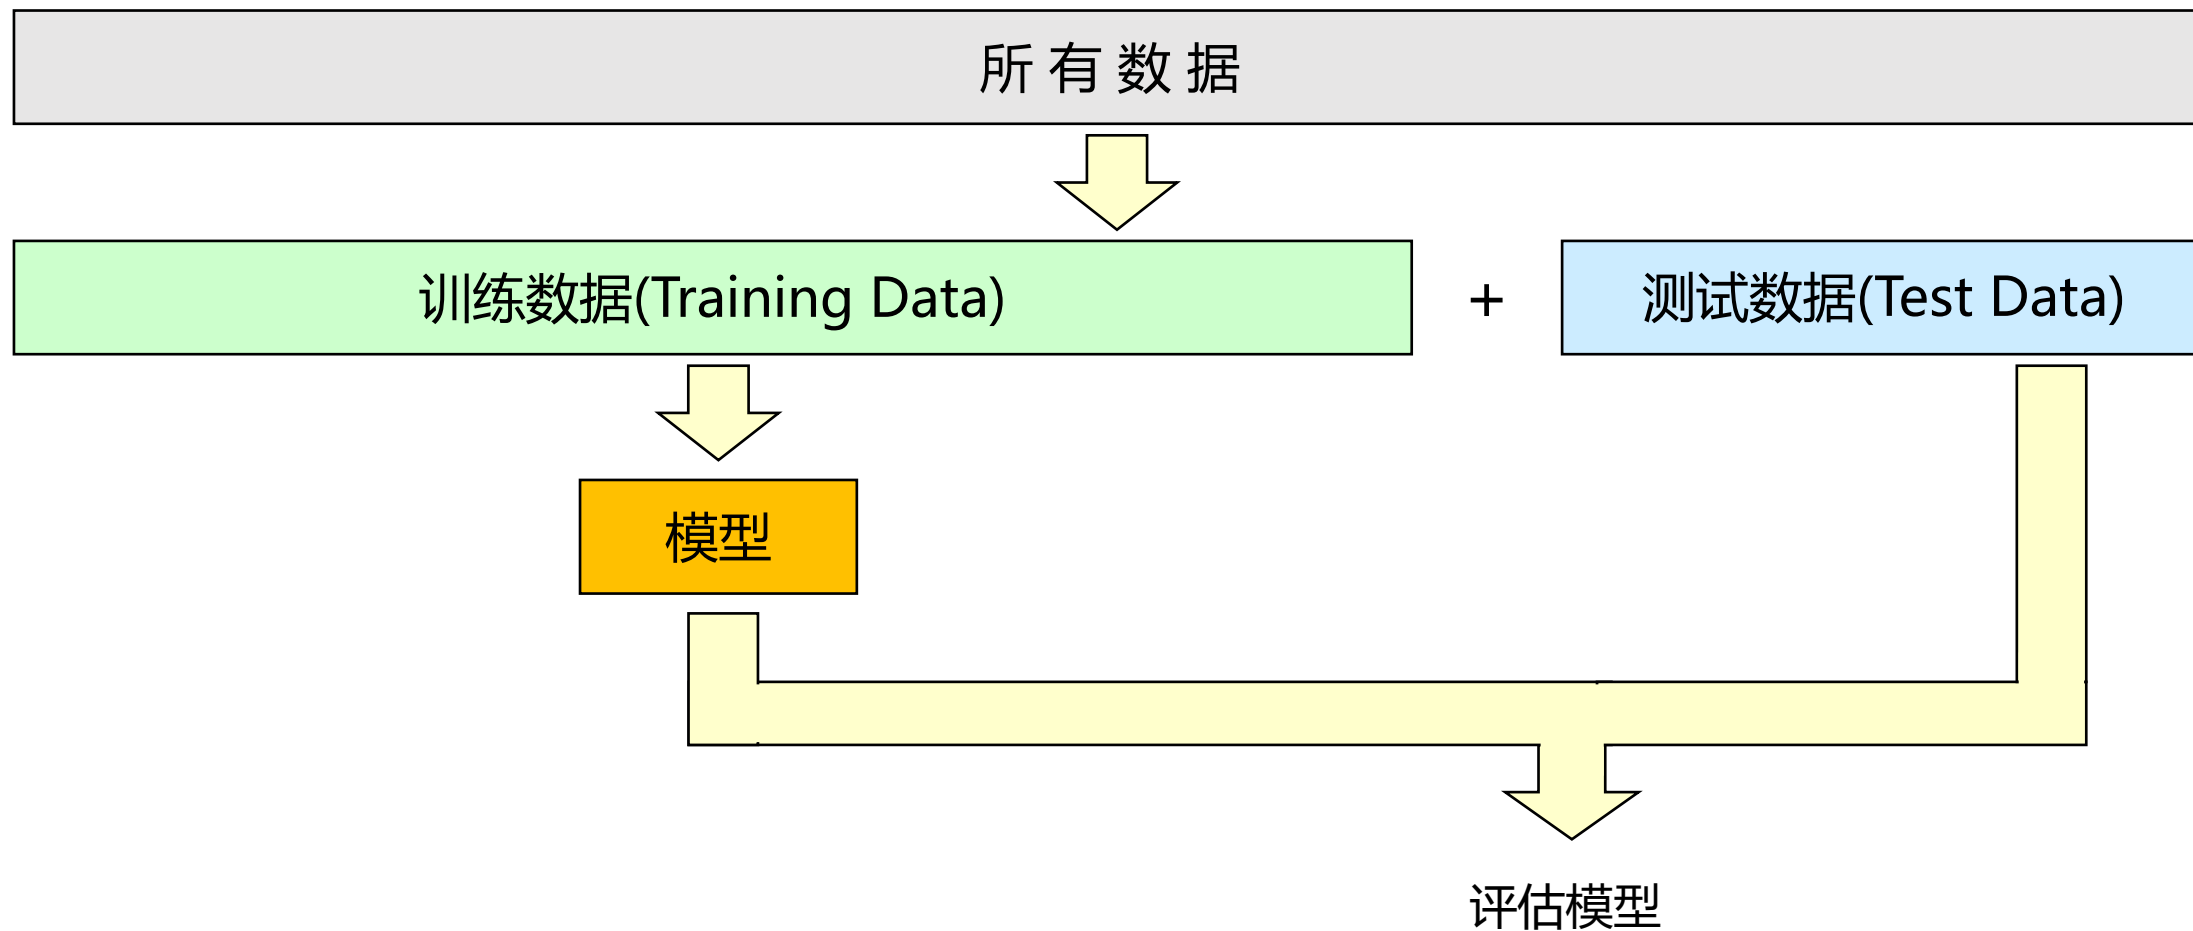 所有数据
训练数据(Training Data) + 测试数据(Test Data)
模型
评估模型